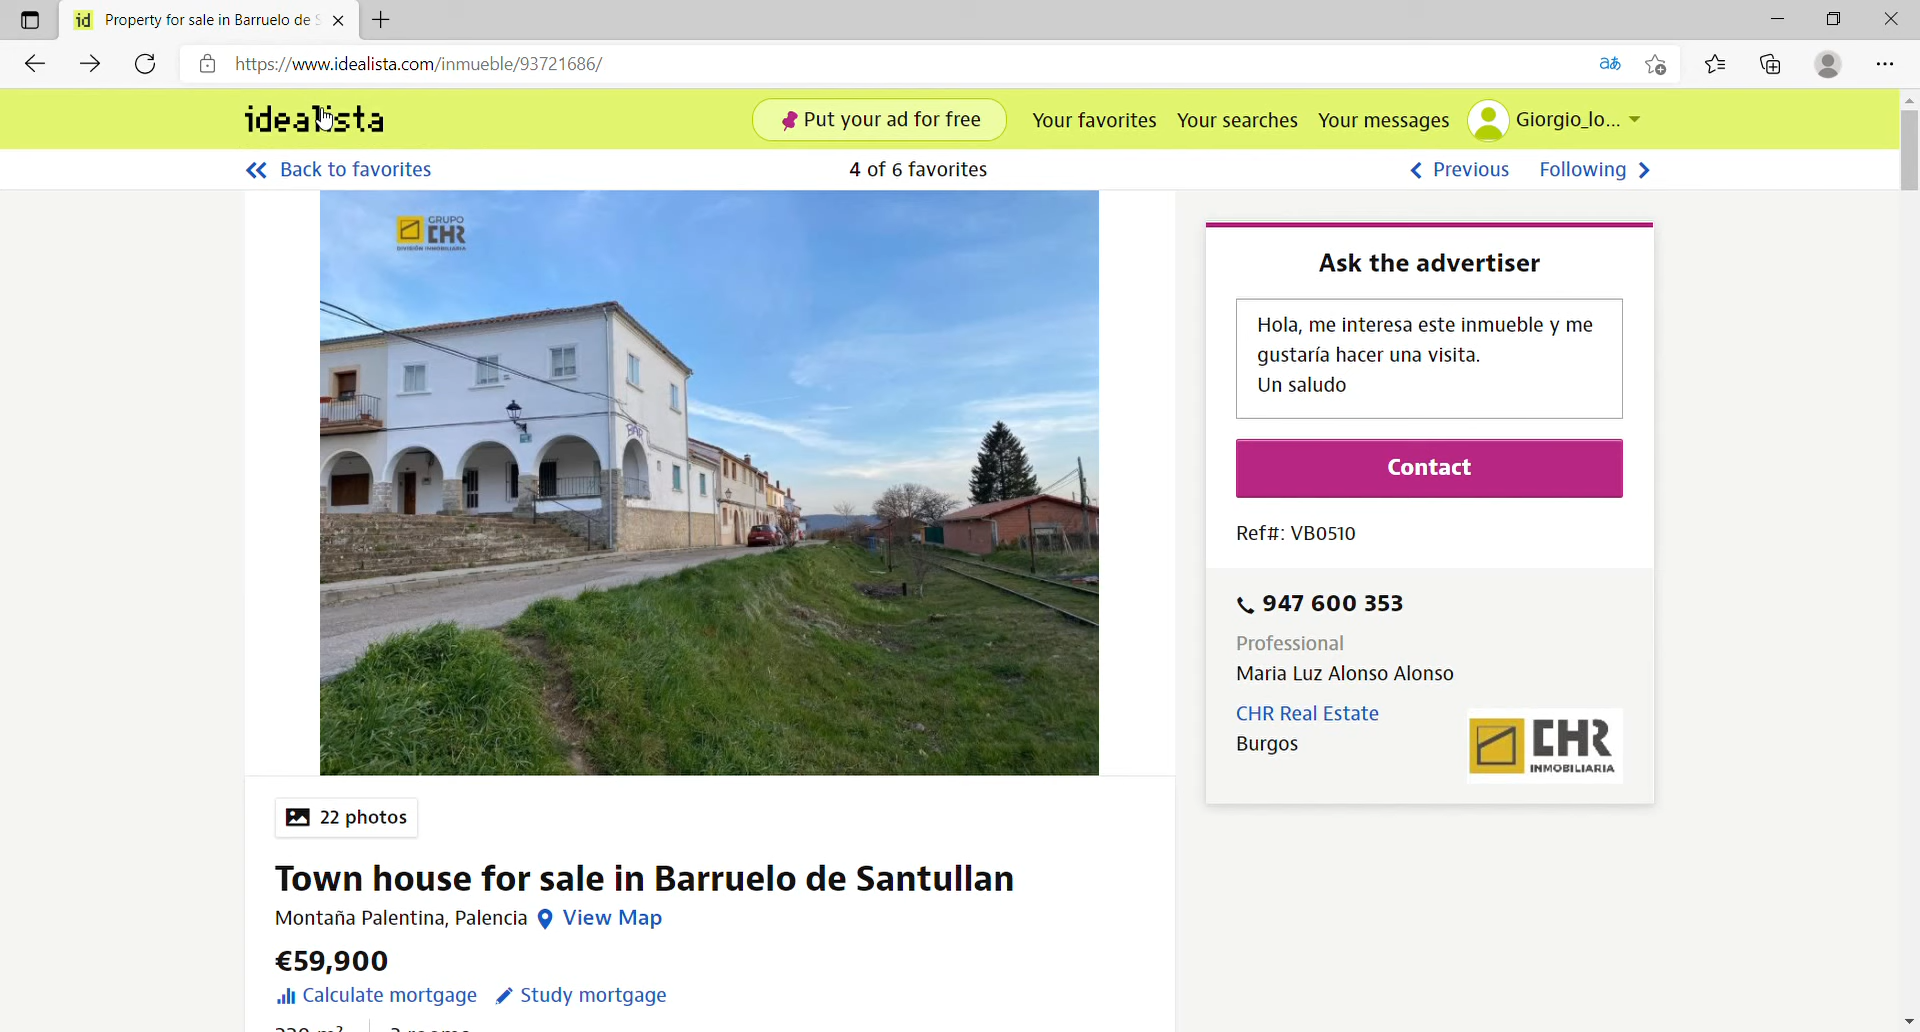 Property for sale in Barruelo de S
https://www.idealista.com/inmueble/93721686/
idealista
Put your ad for free
Your favorites
Your searches
Your messages
Giorgio_lo...
Back to favorites
4 of 6 favorites
Previous
Following
GRUPO
CHR
DIVISIÓN INMOBILIARIA
BAR
Ask the advertiser
Hola, me interesa este inmueble y me
gustaría hacer una visita.
Un saludo
Contact
Ref#: VB0510
947 600 353
Professional
Maria Luz Alonso Alonso
CHR Real Estate
Burgos
CHR
INMOBILIARIA
22 photos
Town house for sale in Barruelo de Santullan
Montaña Palentina, Palencia
View Map
€59,900
Calculate mortgage
Study mortgage